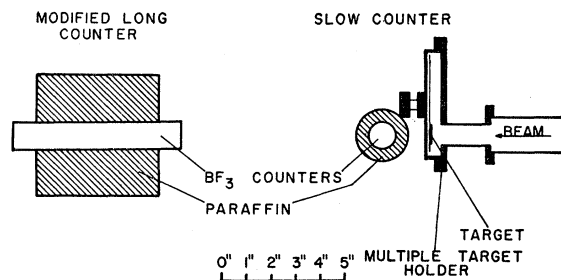 MODIFIED LONG
COUNTER
SLOW COUNTER
BEAM
BF3 COUNTERS
PARAFFIN
TARGET
MULTIPLE TARGET
HOLDER
0" 1" 2" 3" 4" 5"